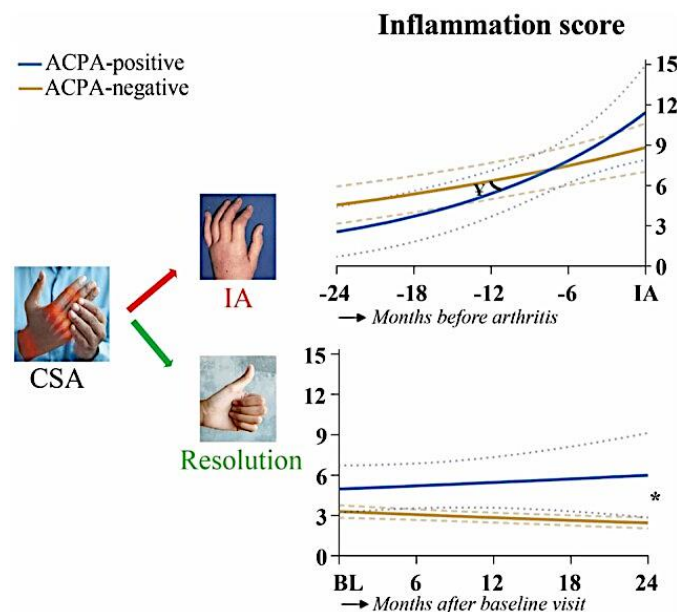 Inflammation score
ACPA-positive
ACPA-negative
15
12
9
6
3
0
¥
-24 -18 -12 -6 IA
Months before arthritis
CSA
IA
Resolution
15
12
9
6
3
0
*
BL 6 12 18 24
Months after baseline visit